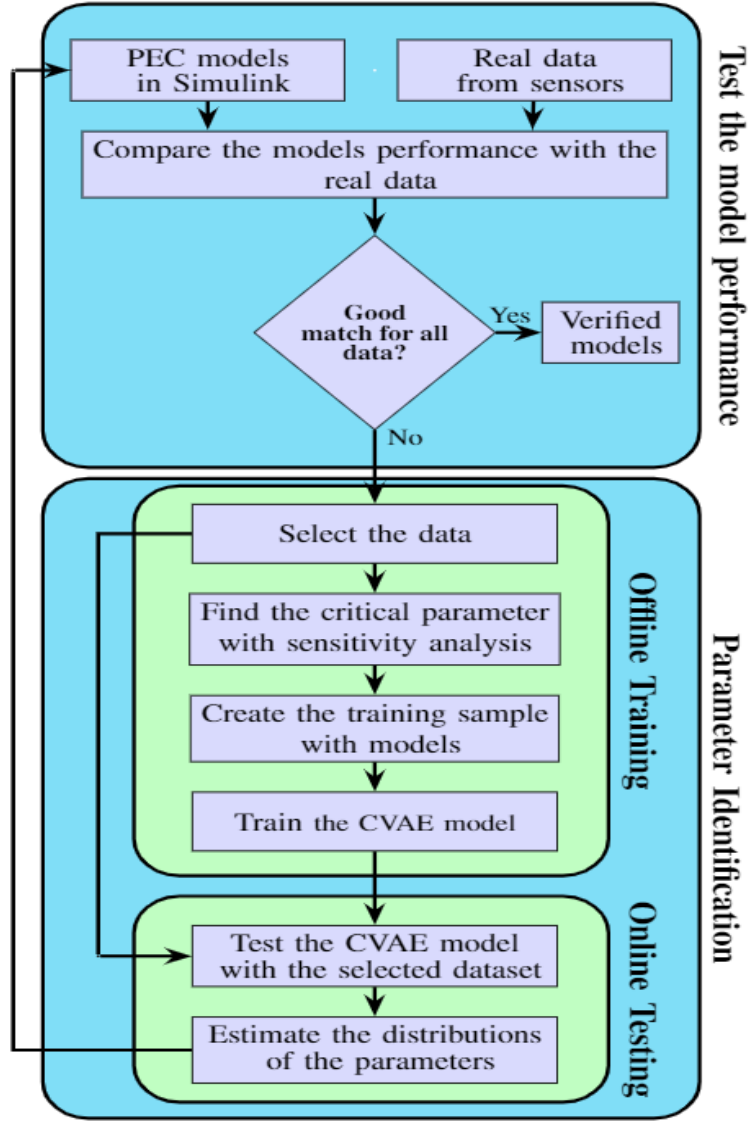 PEC models
in Simulink
Real data
from sensors
Compare the models performance with the
real data
Good
match for all
data?
Yes
Verified
models
No
Test the model performance
Select the data
Find the critical parameter
with sensitivity analysis
Create the training sample
with models
Train the CVAE model
Offline Training
Test the CVAE model
with the selected dataset
Estimate the distributions
of the parameters
Online Testing
Parameter Identification